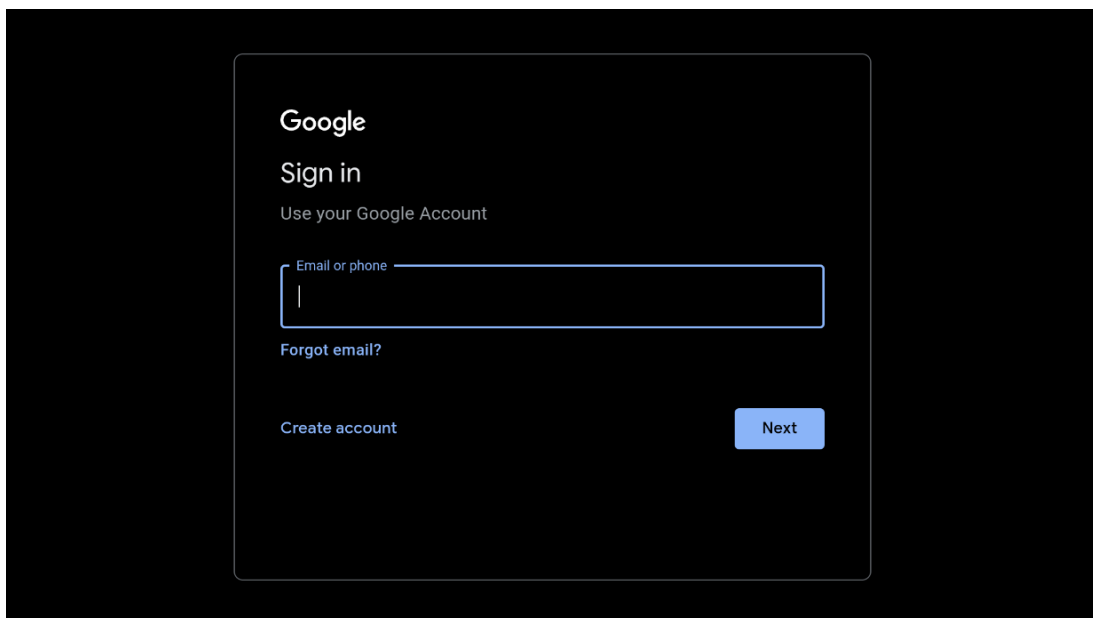 Google
Sign in
Use your Google Account
Email or phone
Forgot email?
Create account
Next